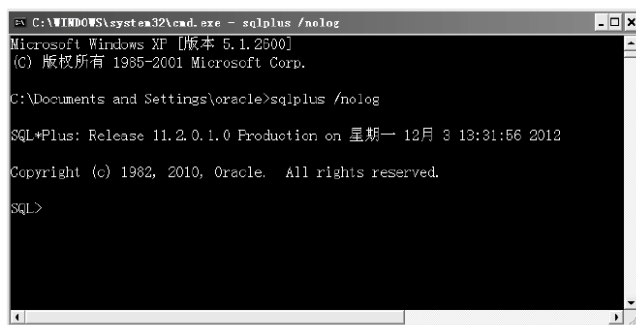 C:\WINDOWS\system32\cmd.exe - sqlplus /nolog
Microsoft Windows XP [版本 5.1.2600]
(C) 版权所有 1985-2001 Microsoft Corp.
C:\Documents and Settings\oracle>sqlplus /nolog
SQL*Plus: Release 11.2.0.1.0 Production on 星期一 12月 3 13:31:56 2012
Copyright (c) 1982, 2010, Oracle.  All rights reserved.
SQL>